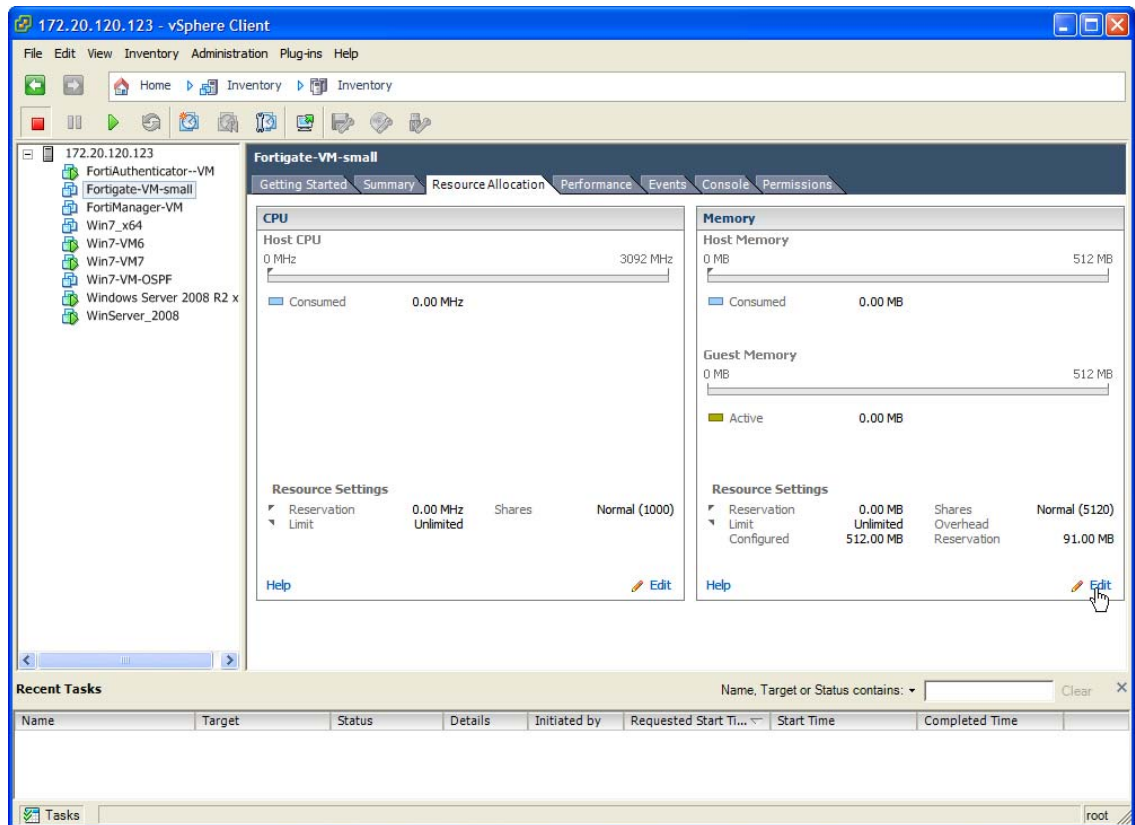 172.20.120.123 - vSphere Client
File Edit View Inventory Administration Plug-ins Help
Home Inventory Inventory
172.20.120.123
FortiAuthenticator--VM
Fortigate-VM-small
FortiManager-VM
Win7_x64
Win7-VM6
Win7-VM7
Win7-VM-OSPF
Windows Server 2008 R2 x
WinServer_2008
Fortigate-VM-small
Getting Started Summary Resource Allocation Performance Events Console Permissions
CPU
Host CPU
0 MHz 3092 MHz
Consumed 0.00 MHz
Resource Settings
Reservation 0.00 MHz Shares Normal (1000)
Limit Unlimited
Help Edit
Memory
Host Memory
0 MB 512 MB
Consumed 0.00 MB
Guest Memory
0 MB 512 MB
Active 0.00 MB
Resource Settings
Reservation 0.00 MB Shares Normal (5120)
Limit Unlimited Overhead
Configured 512.00 MB Reservation 91.00 MB
Help Edit
Recent Tasks Name, Target or Status contains: Clear
Name Target Status Details Initiated by Requested Start Ti... Start Time Completed Time
Tasks root